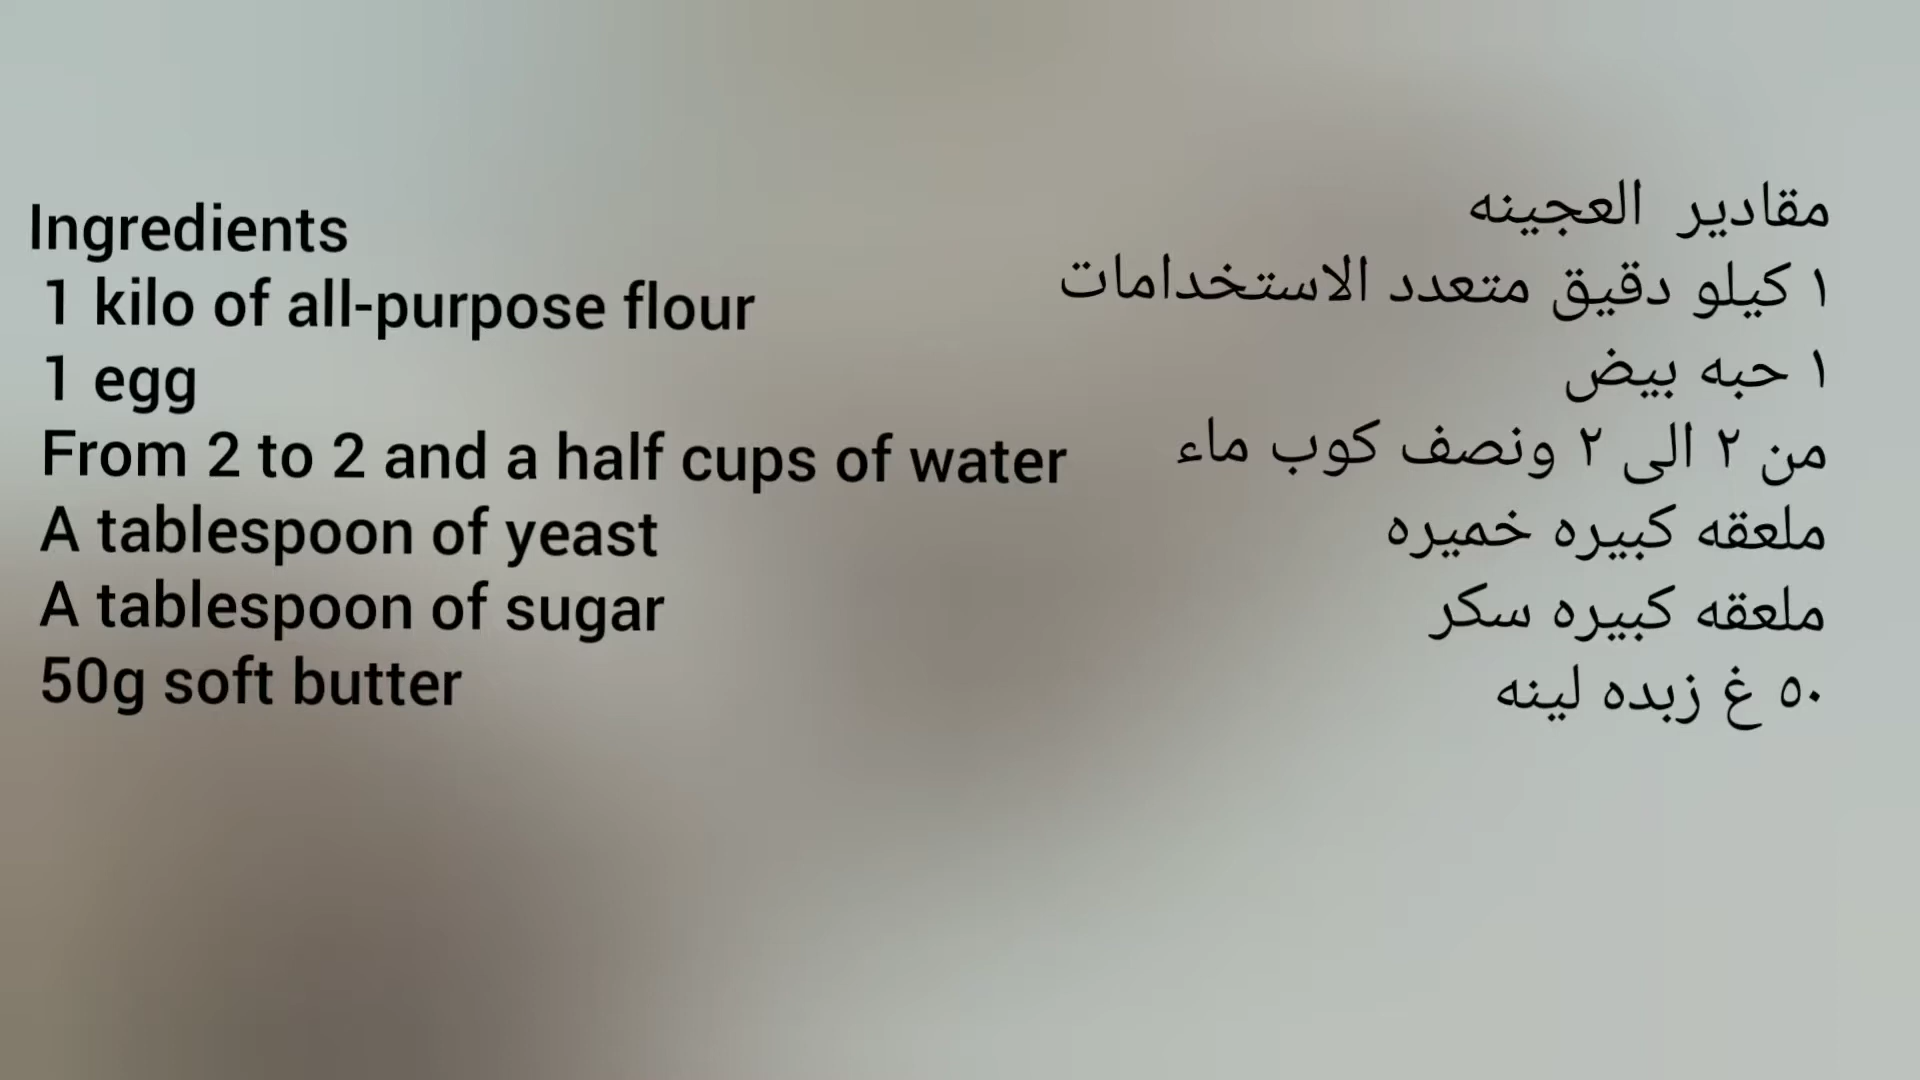 Ingredients
1 kilo of all-purpose flour
1 egg
From 2 to 2 and a half cups of water
A tablespoon of yeast
A tablespoon of sugar
50g soft butter
مقادير العجينه
١ كيلو دقيق متعدد الاستخدامات
١ حبه بيض
من ٢ الى ٢ ونصف كوب ماء
ملعقه كبيره خميره
ملعقه كبيره سكر
٥٠ غ زبده لينه